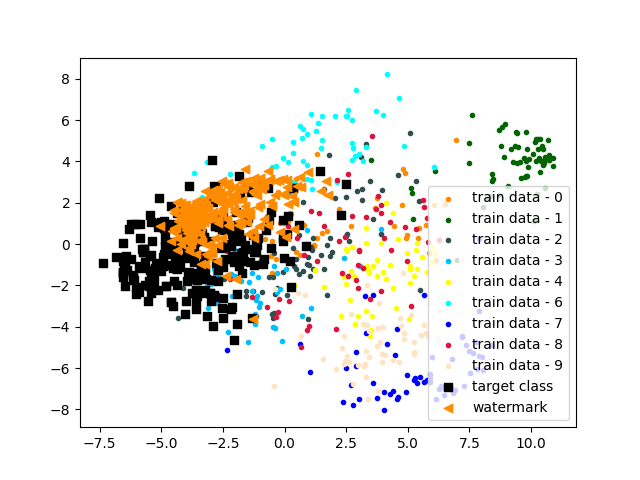 8
6
4
2
0
−2
−4
−6
−8
−7.5 −5.0 −2.5 0.0 2.5 5.0 7.5 10.0
train data - 0
train data - 1
train data - 2
train data - 3
train data - 4
train data - 6
train data - 7
train data - 8
train data - 9
target class
watermark